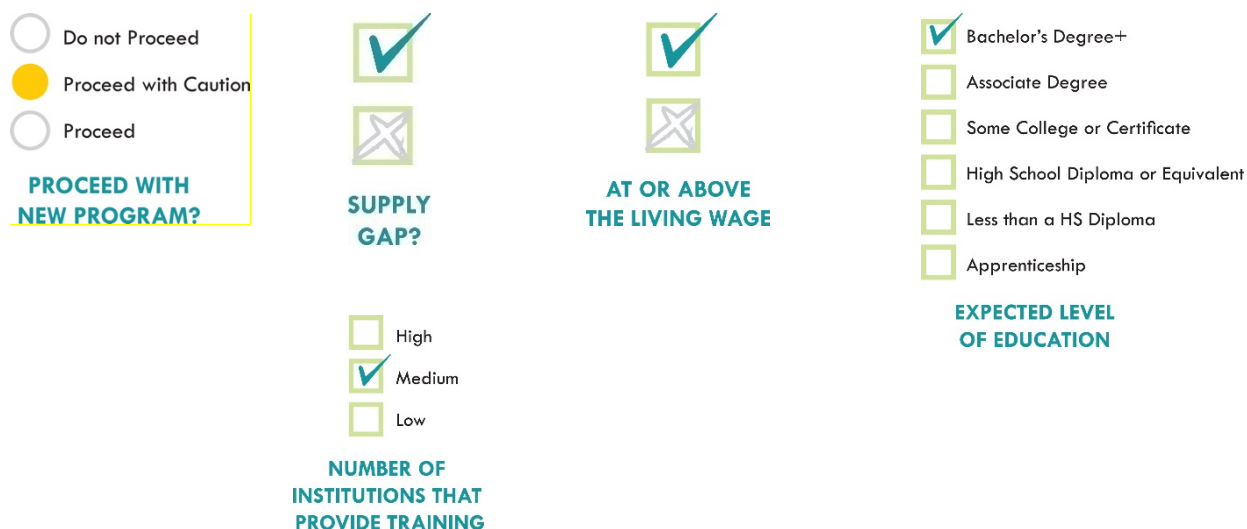 Do not Proceed
Proceed with Caution
Proceed
PROCEED WITH
NEW PROGRAM?
SUPPLY
GAP?
AT OR ABOVE
THE LIVING WAGE
Bachelor's Degree+
Associate Degree
Some College or Certificate
High School Diploma or Equivalent
Less than a HS Diploma
Apprenticeship
EXPECTED LEVEL
OF EDUCATION
High
Medium
Low
NUMBER OF
INSTITUTIONS THAT
PROVIDE TRAINING